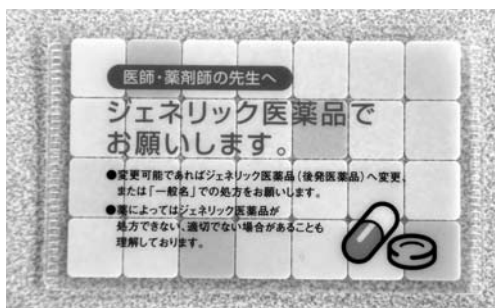 医師・薬剤師の先生へ
ジェネリック医薬品で
お願いします。
●変更可能であればジェネリック医薬品(後発医薬品)へ変更、
または「一般名」での処方をお願いします。
●薬によってはジェネリック医薬品が
処方できない、適切でない場合があることも
理解しております。